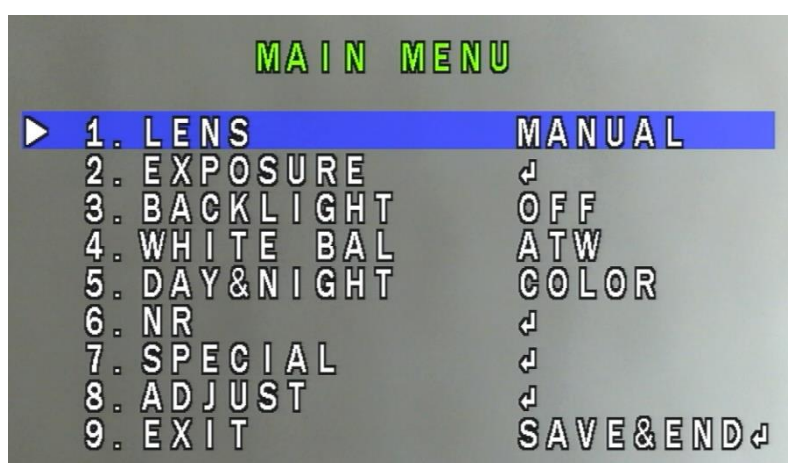 MAIN MENU
1. LENS MANUAL
2. EXPOSURE ↲
3. BACKLIGHT OFF
4. WHITE BAL ATW
5. DAY&NIGHT COLOR
6. NR ↲
7. SPECIAL ↲
8. ADJUST ↲
9. EXIT SAVE&END↲